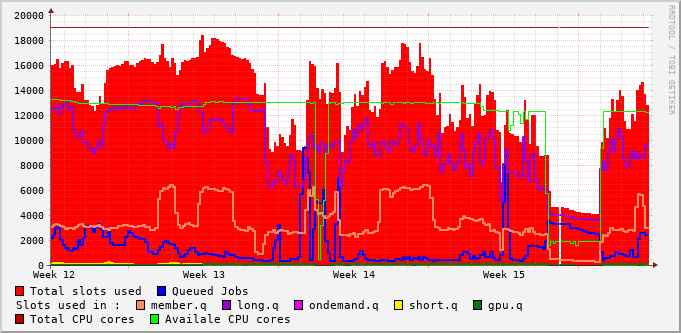 RRDTOOL / TOBI OETIKER
20000
18000
16000
14000
12000
10000
8000
6000
4000
2000
0
Week 12 Week 13 Week 14 Week 15
Total slots used Queued Jobs
Slots used in : member.q long.q ondemand.q short.q gpu.q
Total CPU cores Availale CPU cores